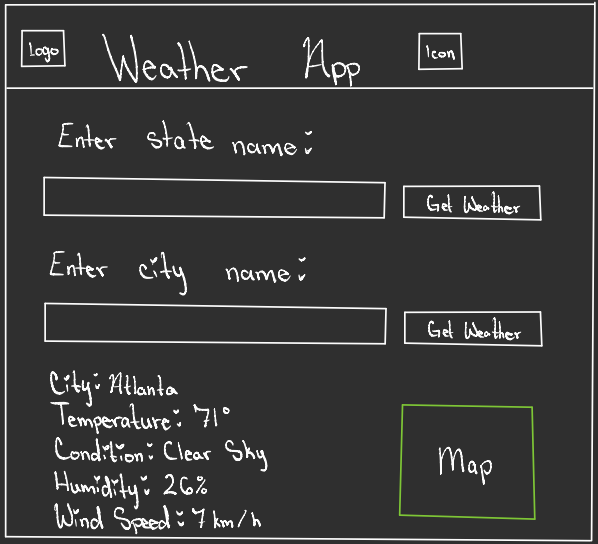 Logo Weather App Icon
Enter state name:
Get Weather
Enter city name:
Get Weather
City: Atlanta
Temperature: 71°
Condition: Clear Sky
Humidity: 26%
Wind Speed: 7 km/h
Map